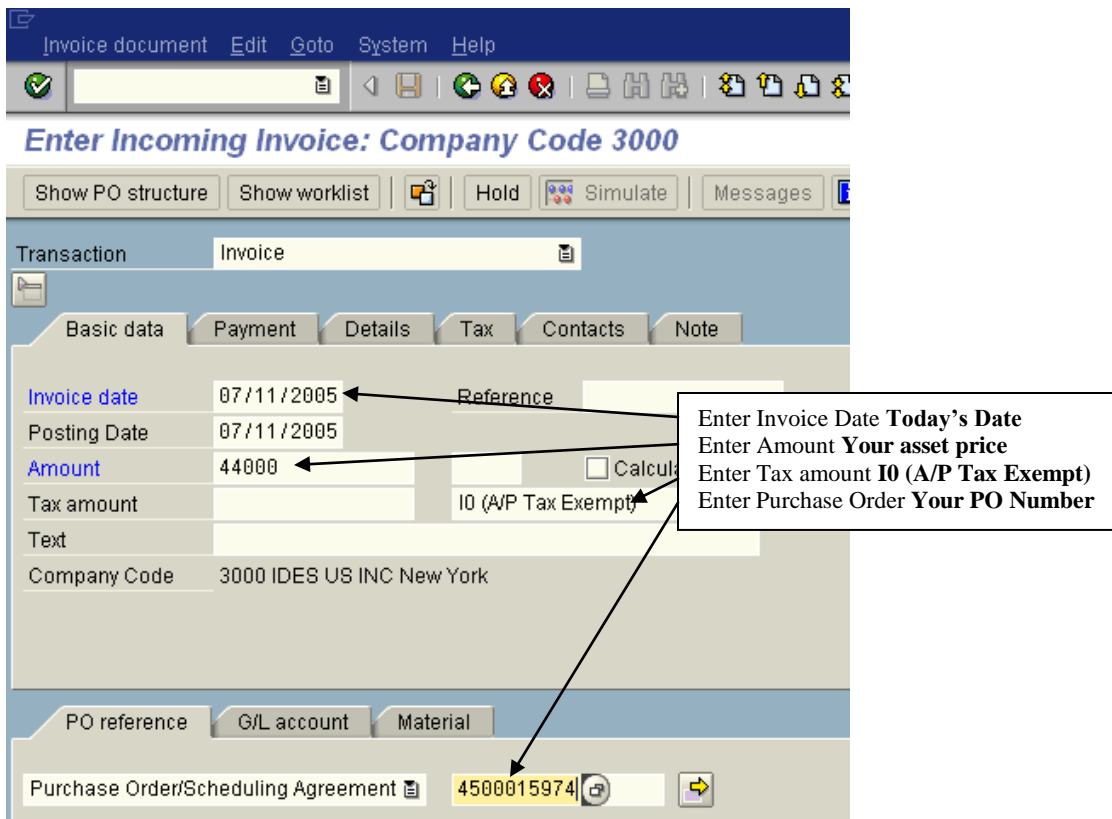 Invoice document Edit Goto System Help
Enter Incoming Invoice: Company Code 3000
Show PO structure Show worklist Hold Simulate Messages
Transaction Invoice
Basic data Payment Details Tax Contacts Note
Invoice date 07/11/2005 Reference
Posting Date 07/11/2005
Amount 44000 Calcula
Tax amount I0 (A/P Tax Exempt)
Text
Company Code 3000 IDES US INC New York
Enter Invoice Date Today's Date
Enter Amount Your asset price
Enter Tax amount I0 (A/P Tax Exempt)
Enter Purchase Order Your PO Number
PO reference G/L account Material
Purchase Order/Scheduling Agreement 4500015974